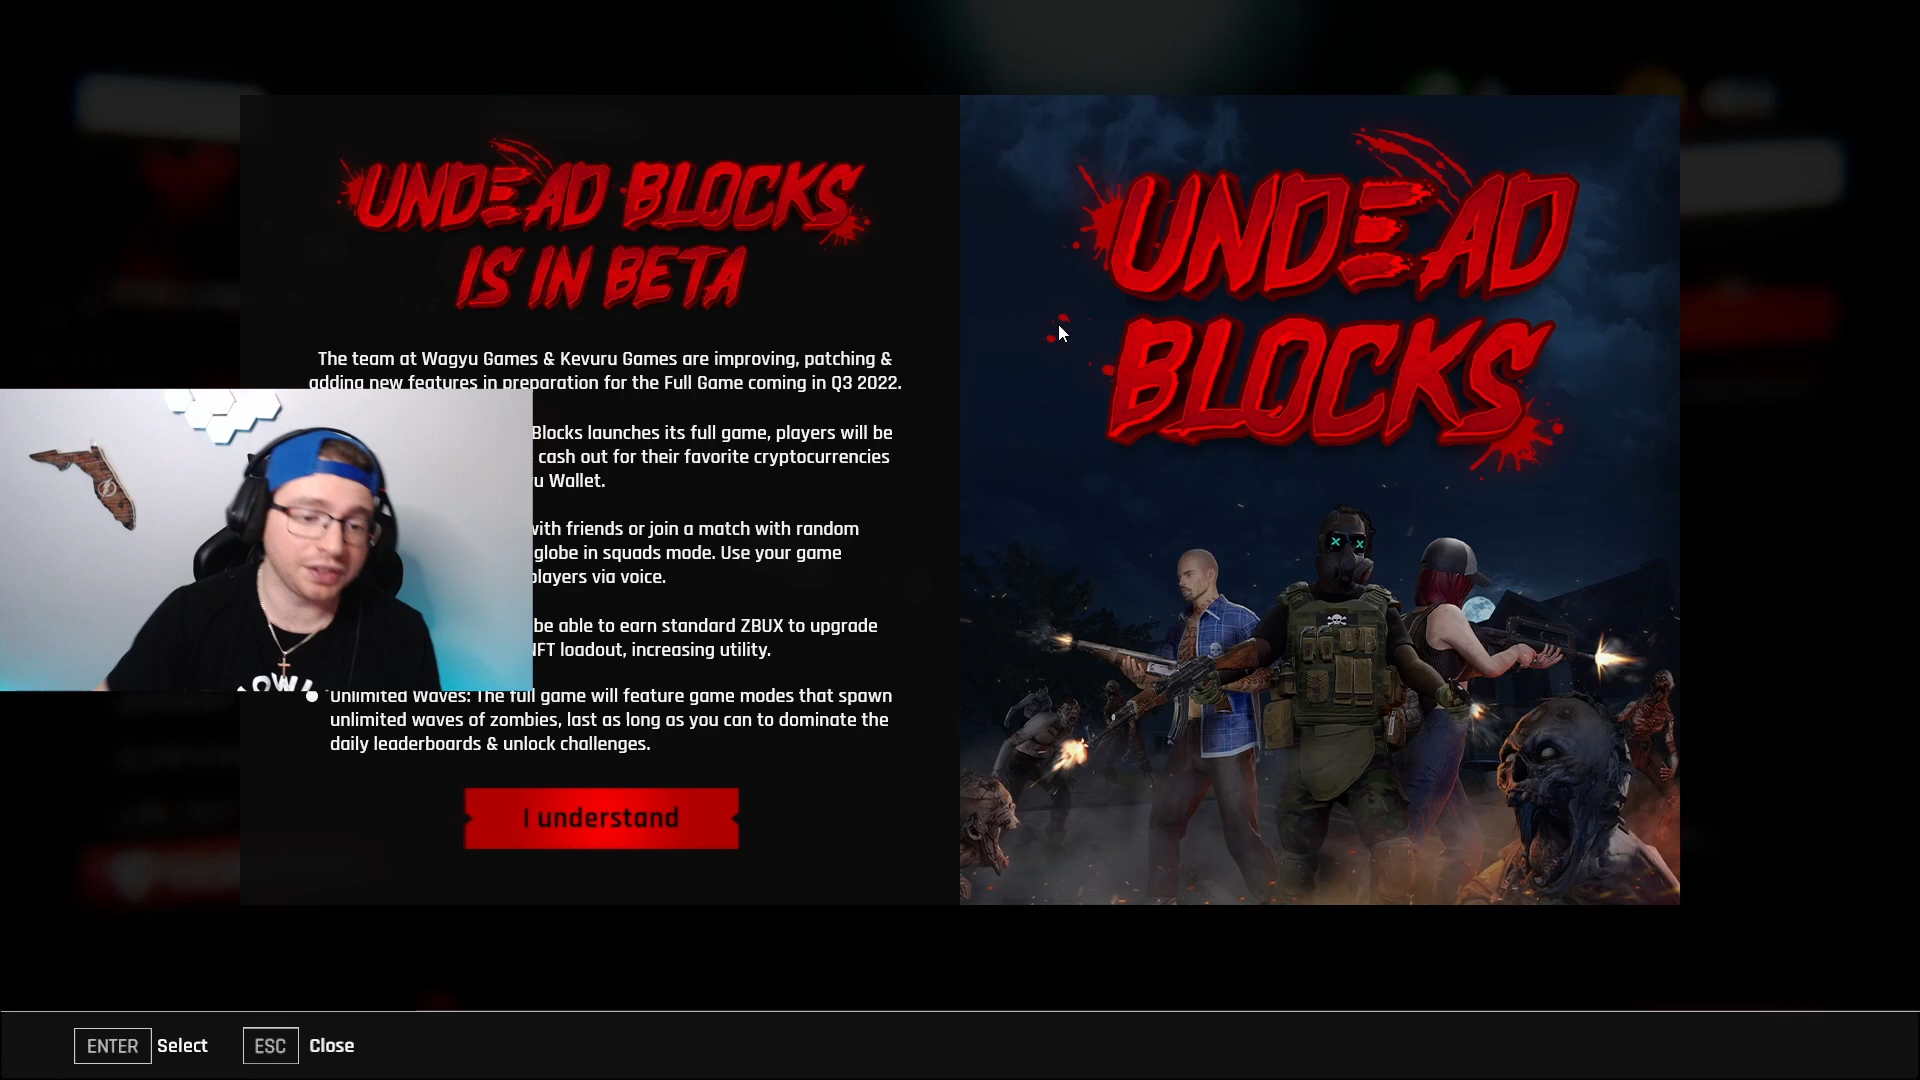 UNDEAD BLOCKS
IS IN BETA
The team at Wagyu Games & Kevuru Games are improving, patching &
adding new features in preparation for the Full Game coming in Q3 2022.
Blocks launches its full game, players will be
cash out for their favorite cryptocurrencies
Wallet.
with friends or join a match with random
globe in squads mode. Use your game
players via voice.
be able to earn standard ZBUX to upgrade
NFT loadout, increasing utility.
Unlimited Waves: The full game will feature game modes that spawn
unlimited waves of zombies, last as long as you can to dominate the
daily leaderboards & unlock challenges.
I understand
UNDEAD
BLOCKS
ENTER Select ESC Close